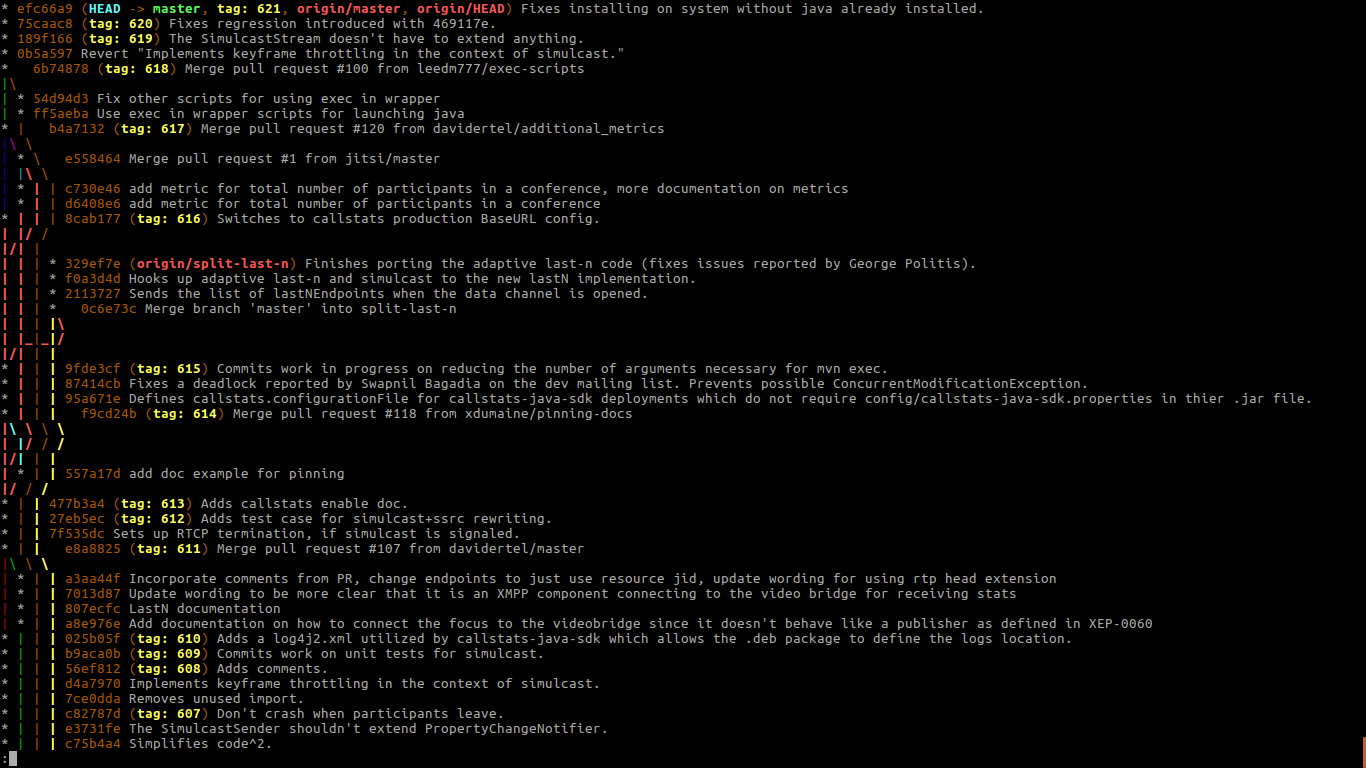 * efc66a9 (HEAD -> master, tag: 621, origin/master, origin/HEAD) Fixes installing on system without java already installed.
* 75caac8 (tag: 620) Fixes regression introduced with 469117e.
* 189f166 (tag: 619) The SimulcastStream doesn't have to extend anything.
* 0b5a597 Revert "Implements keyframe throttling in the context of simulcast."
*   6b74878 (tag: 618) Merge pull request #100 from leedm777/exec-scripts
|\
| * 54d94d3 Fix other scripts for using exec in wrapper
| * ff5aeba Use exec in wrapper scripts for launching java
* |   b4a7132 (tag: 617) Merge pull request #120 from davidertel/additional_metrics
|\ \
| * \   e558464 Merge pull request #1 from jitsi/master
| |\ \
| * | | c730e46 add metric for total number of participants in a conference, more documentation on metrics
| * | | d6408e6 add metric for total number of participants in a conference
* | | | 8cab177 (tag: 616) Switches to callstats production BaseURL config.
| |/ /
|/| |
| | | * 329ef7e (origin/split-last-n) Finishes porting the adaptive last-n code (fixes issues reported by George Politis).
| | | * f0a3d4d Hooks up adaptive last-n and simulcast to the new lastN implementation.
| | | * 2113727 Sends the list of lastNEndpoints when the data channel is opened.
| | | *   0c6e73c Merge branch 'master' into split-last-n
| | | |\
| |_|_|/
|/| | |
* | | | 9fde3cf (tag: 615) Commits work in progress on reducing the number of arguments necessary for mvn exec.
* | | | 87414cb Fixes a deadlock reported by Swapnil Bagadia on the dev mailing list. Prevents possible ConcurrentModificationException.
* | | | 95a671e Defines callstats.configurationFile for callstats-java-sdk deployments which do not require config/callstats-java-sdk.properties in thier .jar file.
* | | |   f9cd24b (tag: 614) Merge pull request #118 from xdumaine/pinning-docs
|\ \ \ \
| |/ / /
|/| | |
| * | | 557a17d add doc example for pinning
|/ / /
* | | 477b3a4 (tag: 613) Adds callstats enable doc.
* | | 27eb5ec (tag: 612) Adds test case for simulcast+ssrc rewriting.
* | | 7f535dc Sets up RTCP termination, if simulcast is signaled.
* | |   e8a8825 (tag: 611) Merge pull request #107 from davidertel/master
|\ \ \
| * | | a3aa44f Incorporate comments from PR, change endpoints to just use resource jid, update wording for using rtp head extension
| * | | 7013d87 Update wording to be more clear that it is an XMPP component connecting to the video bridge for receiving stats
| * | | 807ecfc LastN documentation
| * | | a8e976e Add documentation on how to connect the focus to the videobridge since it doesn't behave like a publisher as defined in XEP-0060
* | | | 025b05f (tag: 610) Adds a log4j2.xml utilized by callstats-java-sdk which allows the .deb package to define the logs location.
* | | | b9aca0b (tag: 609) Commits work on unit tests for simulcast.
* | | | 56ef812 (tag: 608) Adds comments.
* | | | d4a7970 Implements keyframe throttling in the context of simulcast.
* | | | 7ce0dda Removes unused import.
* | | | c82787d (tag: 607) Don't crash when participants leave.
* | | | e3731fe The SimulcastSender shouldn't extend PropertyChangeNotifier.
* | | | c75b4a4 Simplifies code^2.
: